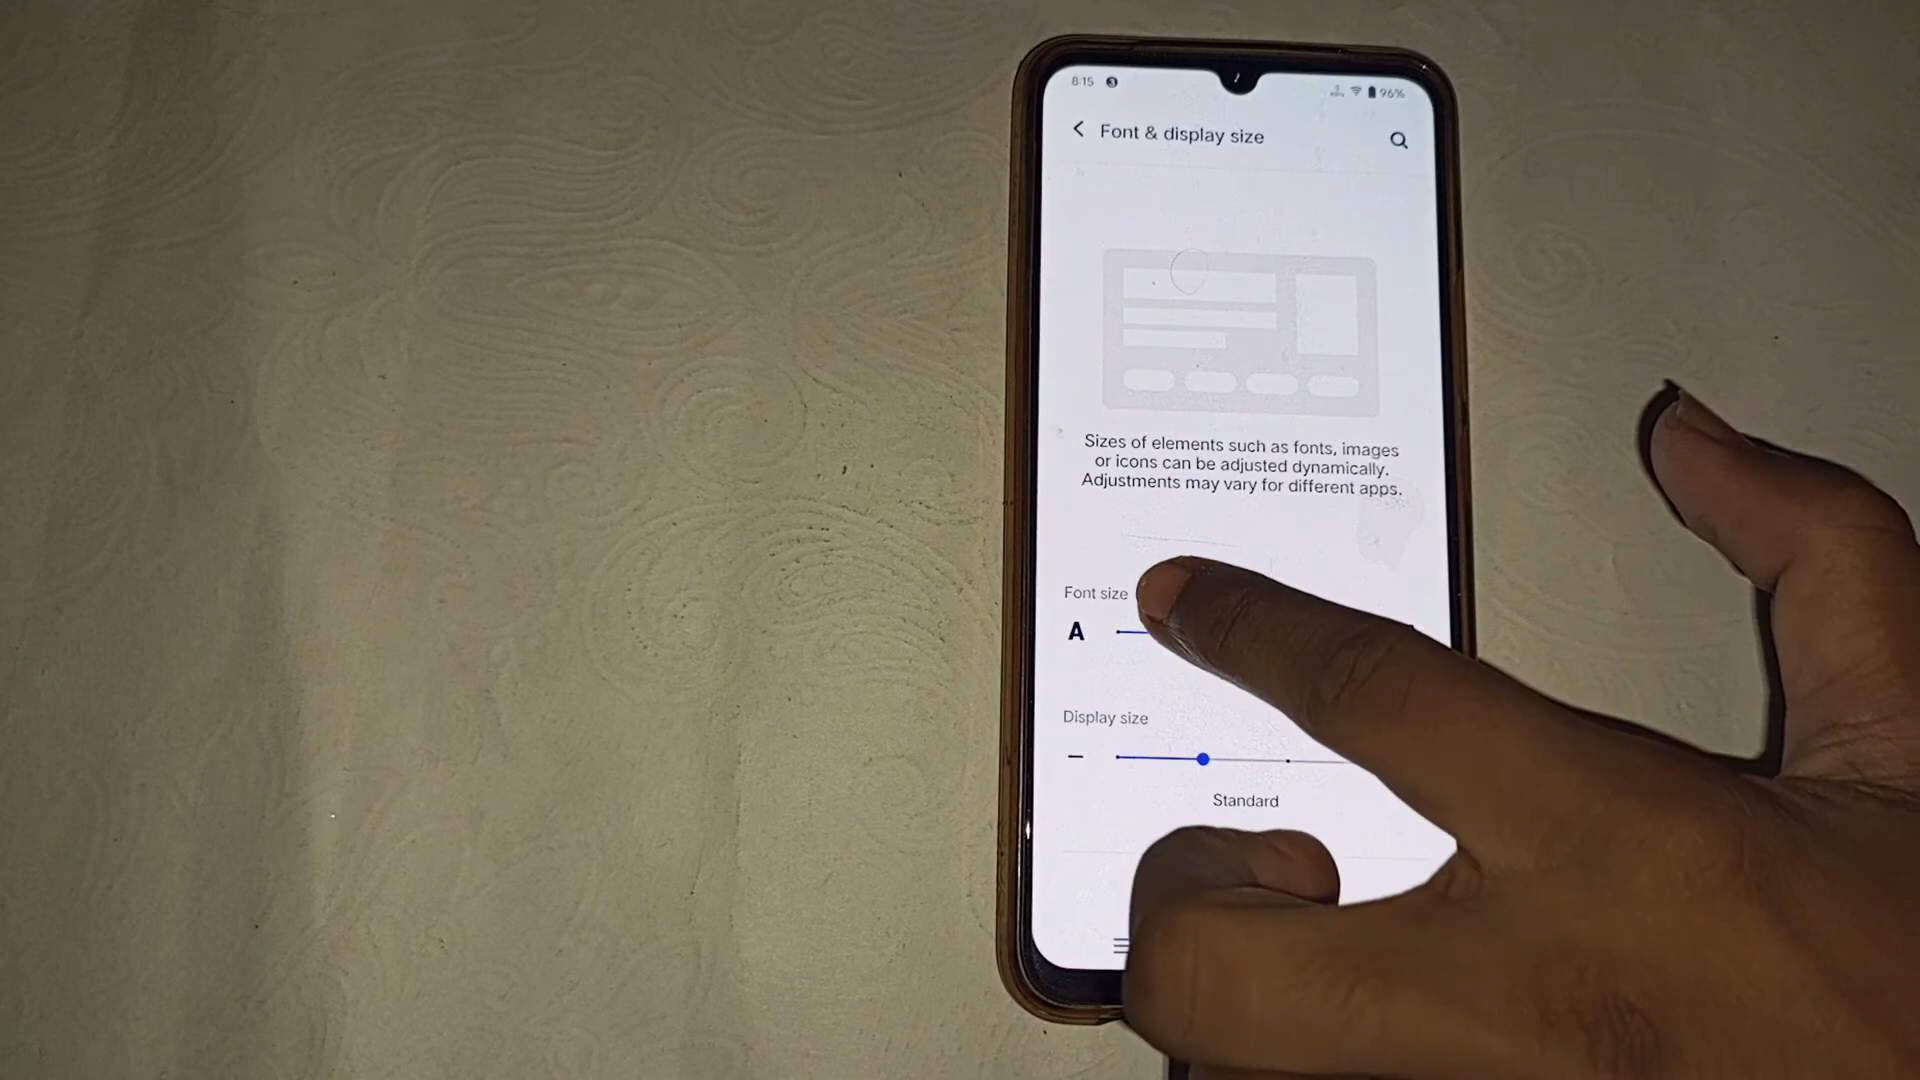 8:15
96%
Font & display size
Sizes of elements such as fonts, images
or icons can be adjusted dynamically.
Adjustments may vary for different apps.
Font size
A
Display size
Standard